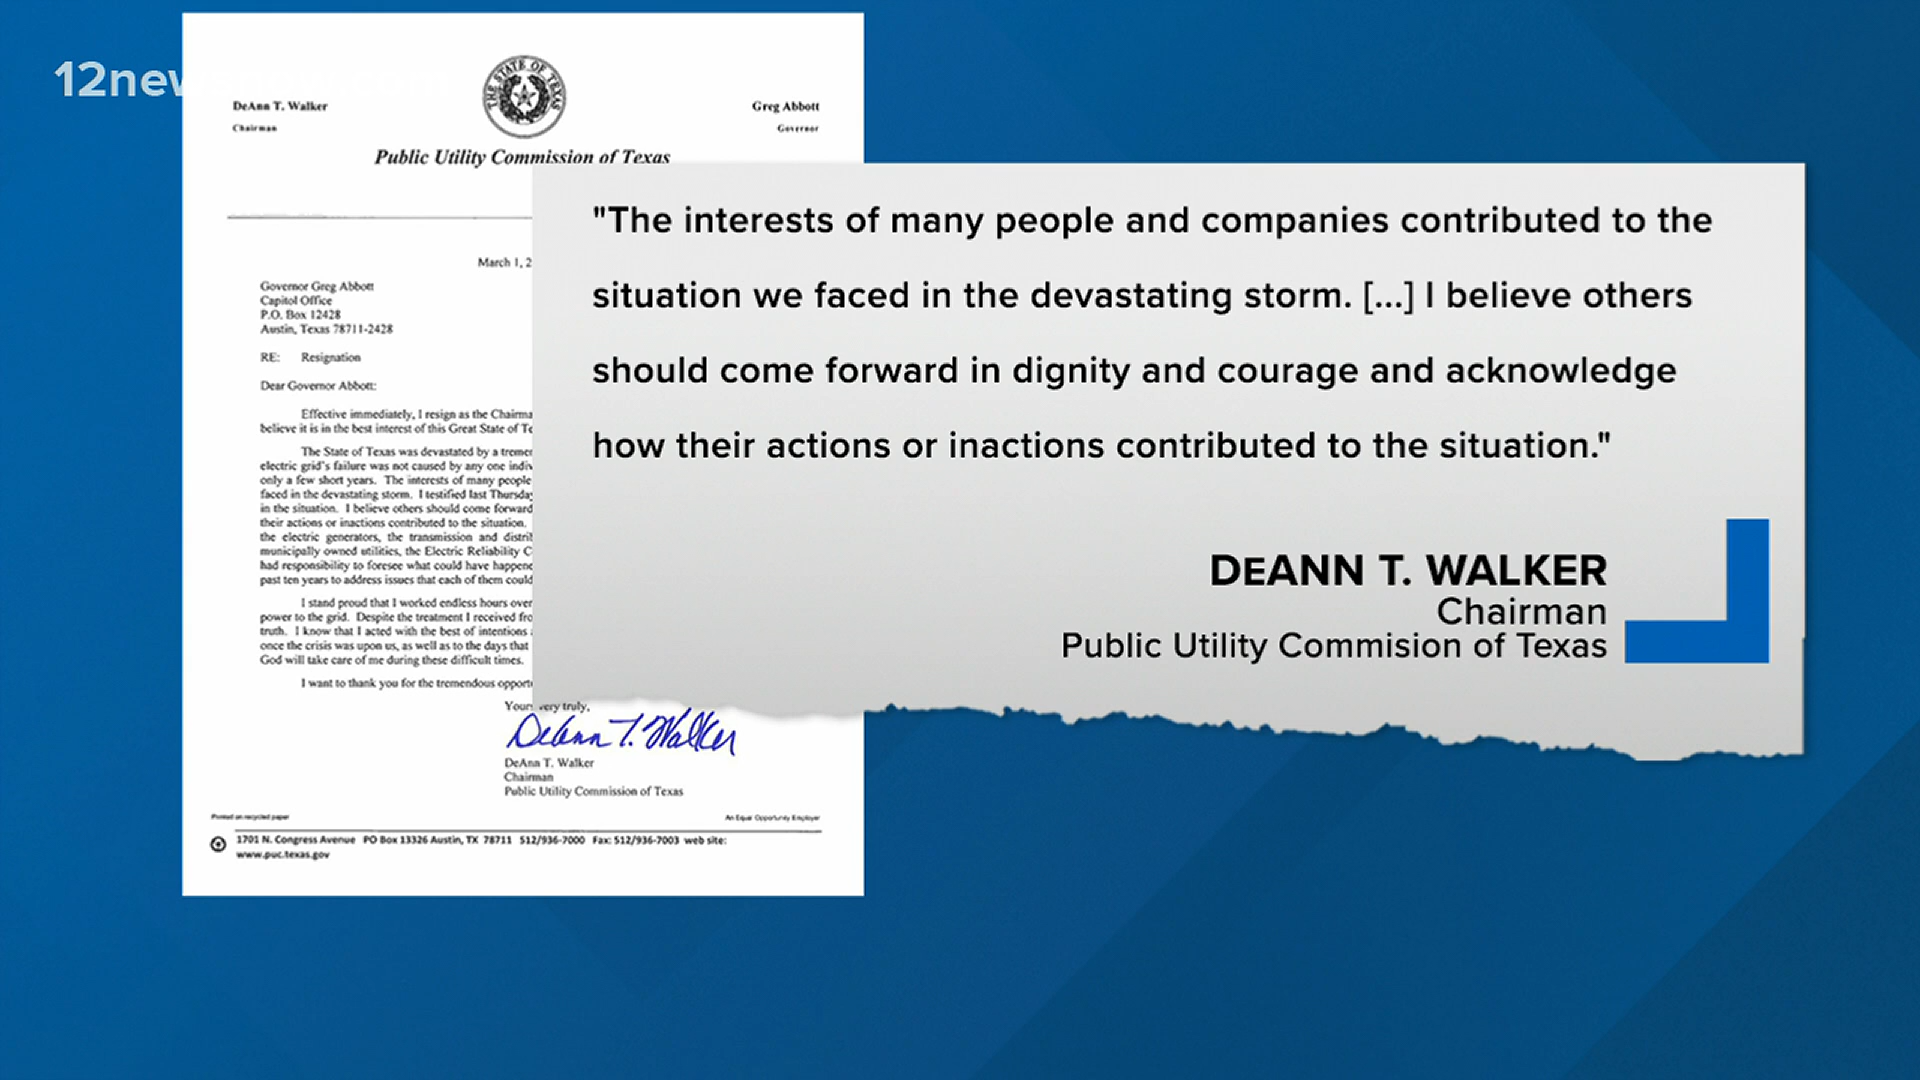 12new
DeAnn T. Walker
Chairman
THE STATE OF TEXAS
Greg Abbott
Governor
Public Utility Commission of Texas
March 1, 2
Governor Greg Abbott
Capitol Office
P.O. Box 12428
Austin, Texas 78711-2428
RE: Resignation
Dear Governor Abbott:
Effective immediately, I resign as the Chairma
believe it is in the best interest of this Great State of Te
The State of Texas was devastated by a tremen
electric grid's failure was not caused by any one indiv
only a few short years. The interests of many people
faced in the devastating storm. I testified last Thursday
in the situation. I believe others should come forward
their actions or inactions contributed to the situation.
the electric generators, the transmission and distrib
municipally owned utilities, the Electric Reliability C
had responsibility to foresee what could have happene
past ten years to address issues that each of them could
I stand proud that I worked endless hours over
power to the grid. Despite the treatment I received fro
truth. I know that I acted with the best of intentions
once the crisis was upon us, as well as to the days that
God will take care of me during these difficult times.
I want to thank you for the tremendous opport
Yours very truly,
DeAnn T. Walker
DeAnn T. Walker
Chairman
Public Utility Commission of Texas
Printed on recycled paper
An Equal Opportunity Employer
1701 N. Congress Avenue PO Box 13326 Austin, TX 78711 512/936-7000 Fax: 512/936-7003 web site:
www.puc.texas.gov
"The interests of many people and companies contributed to the
situation we faced in the devastating storm. [...] I believe others
should come forward in dignity and courage and acknowledge
how their actions or inactions contributed to the situation."
DEANN T. WALKER
Chairman
Public Utility Commision of Texas